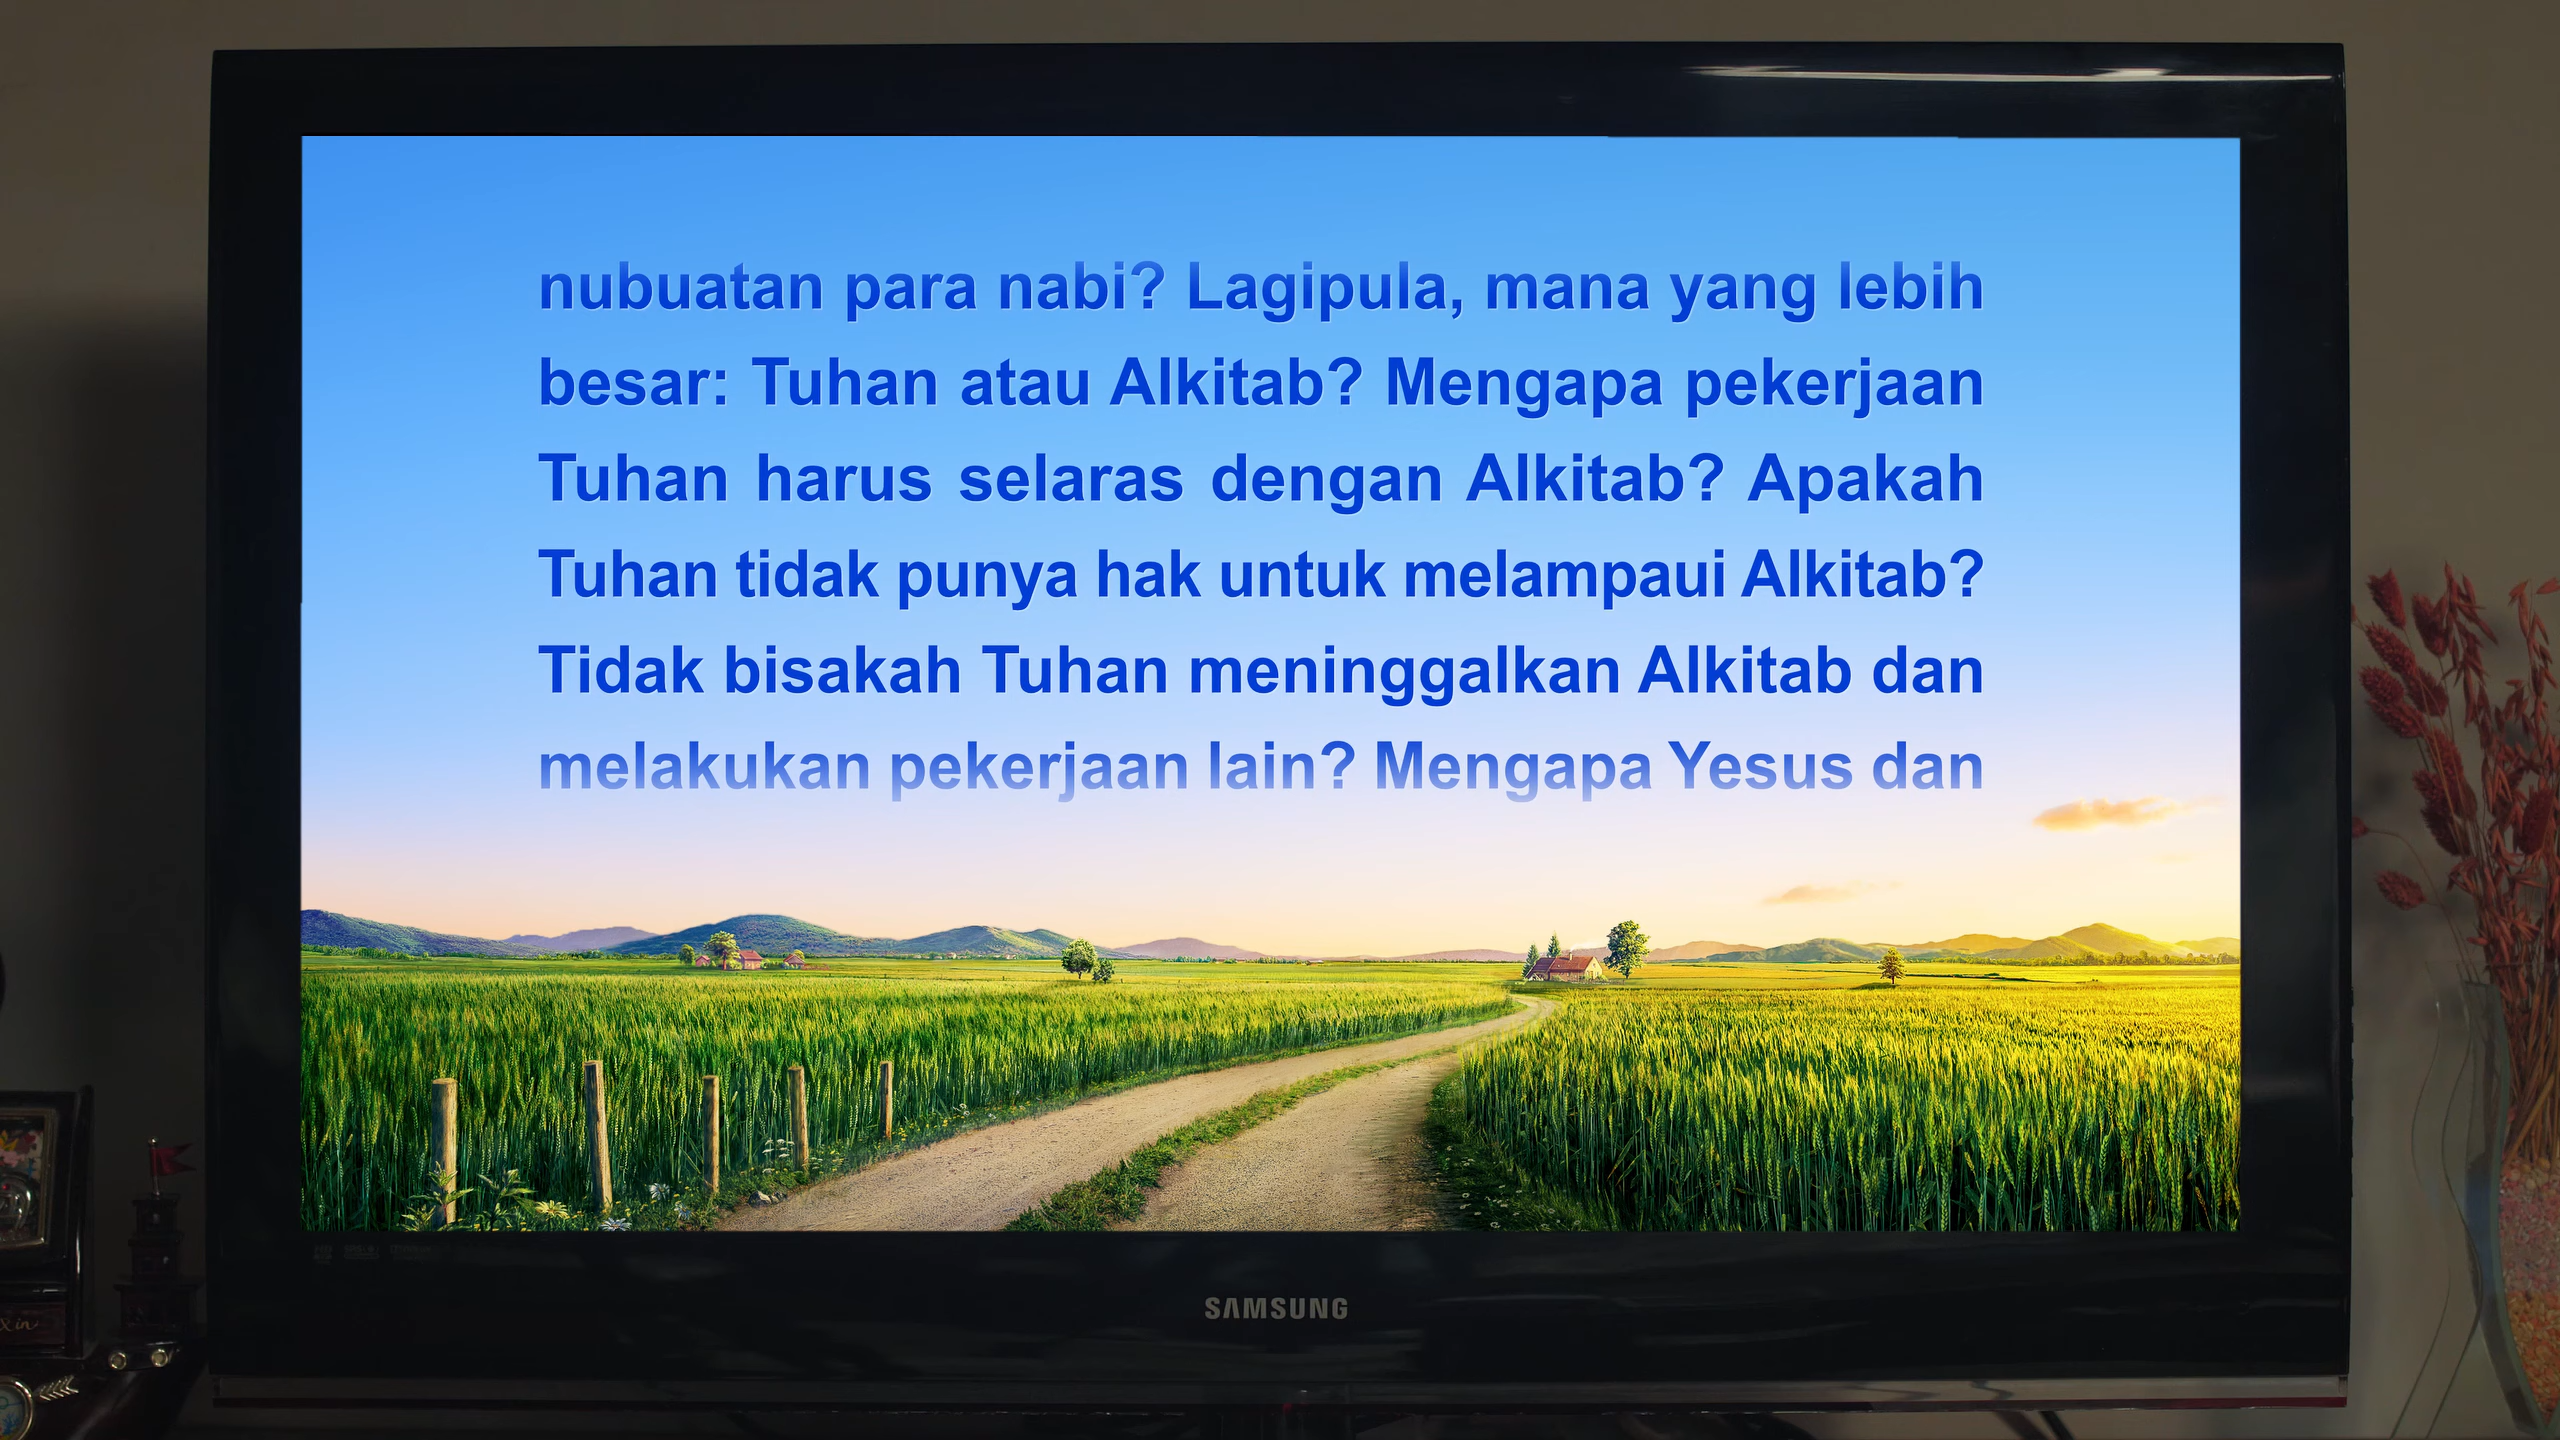 nubuatan para nabi? Lagipula, mana yang lebih
besar: Tuhan atau Alkitab? Mengapa pekerjaan
Tuhan harus selaras dengan Alkitab? Apakah
Tuhan tidak punya hak untuk melampaui Alkitab?
Tidak bisakah Tuhan meninggalkan Alkitab dan
melakukan pekerjaan lain? Mengapa Yesus dan
SAMSUNG